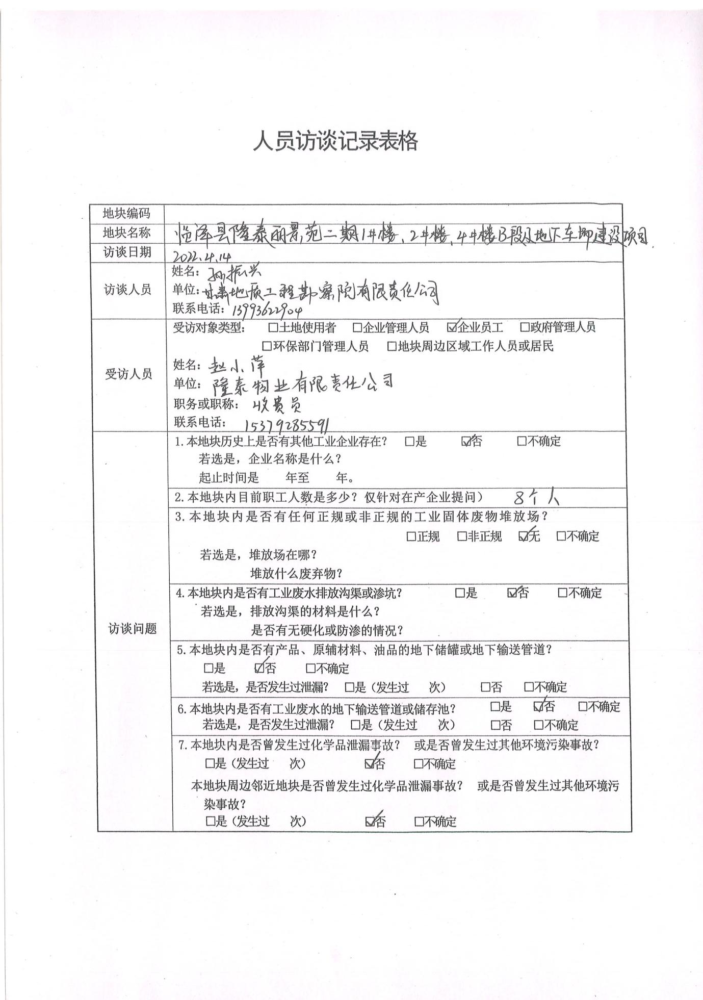 人员访谈记录表格
地块编码
地块名称 临泽县隆泰丽景苑二期1#楼、2#楼、4#楼B段及地下车库建设项目.
访谈日期 2022.4.14
姓名：孙振兴
访谈人员 单位：甘肃地质工程勘察院有限责任公司
联系电话：13993622904
受访对象类型： □土地使用者 □企业管理人员 ☑企业员工 □政府管理人员
□环保部门管理人员 □地块周边区域工作人员或居民
姓名：赵小萍
受访人员 单位：隆泰物业有限责任公司
职务或职称：收费员
联系电话：15379285591
1.本地块历史上是否有其他工业企业存在？ □是 ☑否 □不确定
若选是，企业名称是什么？
起止时间是 年至 年。
2.本地块内目前职工人数是多少？仅针对在产企业提问） 8个人
3.本地块内是否有任何正规或非正规的工业固体废物堆放场？
□正规 □非正规 ☑无 □不确定
若选是，堆放场在哪？
堆放什么废弃物？
4.本地块内是否有工业废水排放沟渠或渗坑？ □是 ☑否 □不确定
若选是，排放沟渠的材料是什么？
访谈问题 是否有无硬化或防渗的情况？
5.本地块内是否有产品、原辅材料、油品的地下储罐或地下输送管道？
□是 ☑否 □不确定
若选是，是否发生过泄漏？ □是（发生过 次） □否 □不确定
6.本地块内是否有工业废水的地下输送管道或储存池？ □是 ☑否 □不确定
若选是，是否发生过泄漏？ □是（发生过 次） □否 □不确定
7.本地块内是否曾发生过化学品泄漏事故？ 或是否曾发生过其他环境污染事故？
□是（发生过 次） ☑否 □不确定
本地块周边邻近地块是否曾发生过化学品泄漏事故？ 或是否曾发生过其他环境污
染事故？
□是（发生过 次） ☑否 □不确定